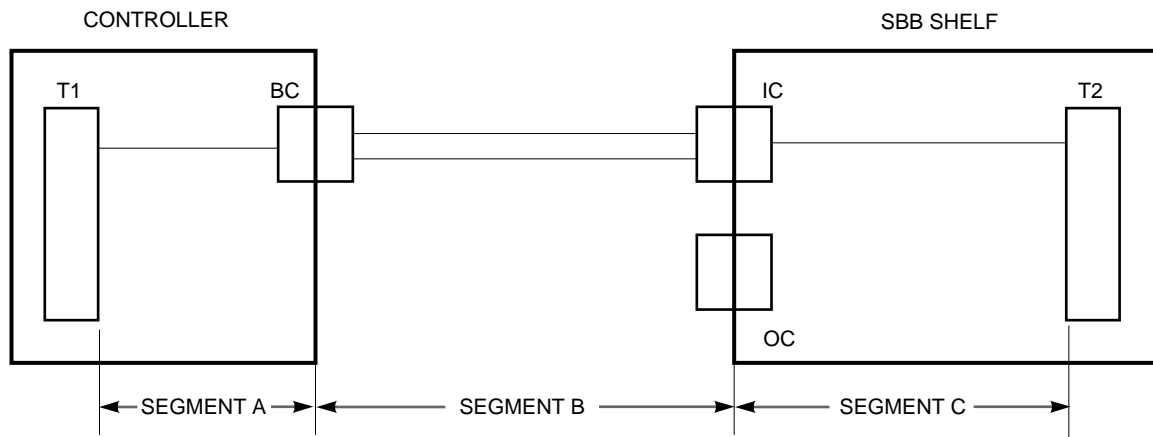 CONTROLLER
SBB SHELF
T1
BC
IC
T2
OC
SEGMENT A
SEGMENT B
SEGMENT C